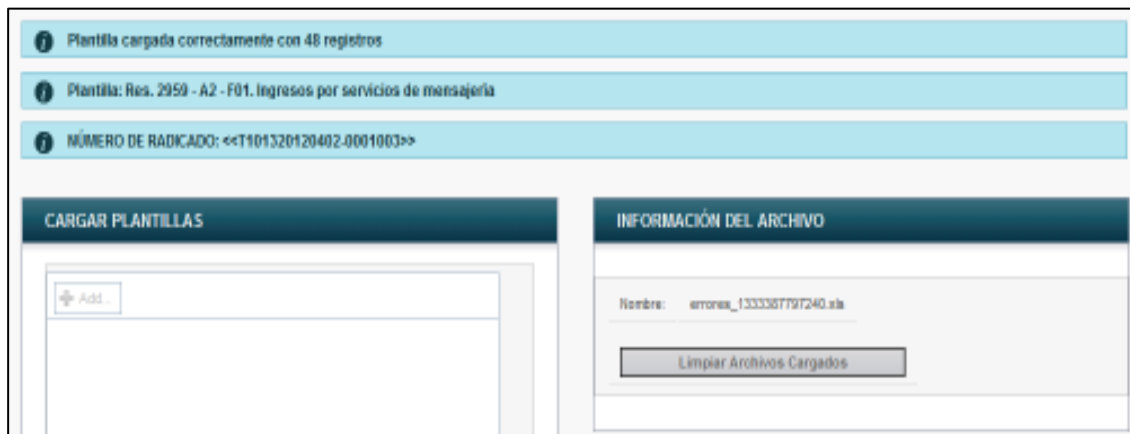 Plantilla cargada correctamente con 48 registros
Plantilla: Res. 2959 - A2 - F01. Ingresos por servicios de mensajería
NÚMERO DE RADICADO: <<T101320120402-0001003>>
CARGAR PLANTILLAS
INFORMACIÓN DEL ARCHIVO
Add...
Nombre: errores_1333387797240.xls
Limpiar Archivos Cargados